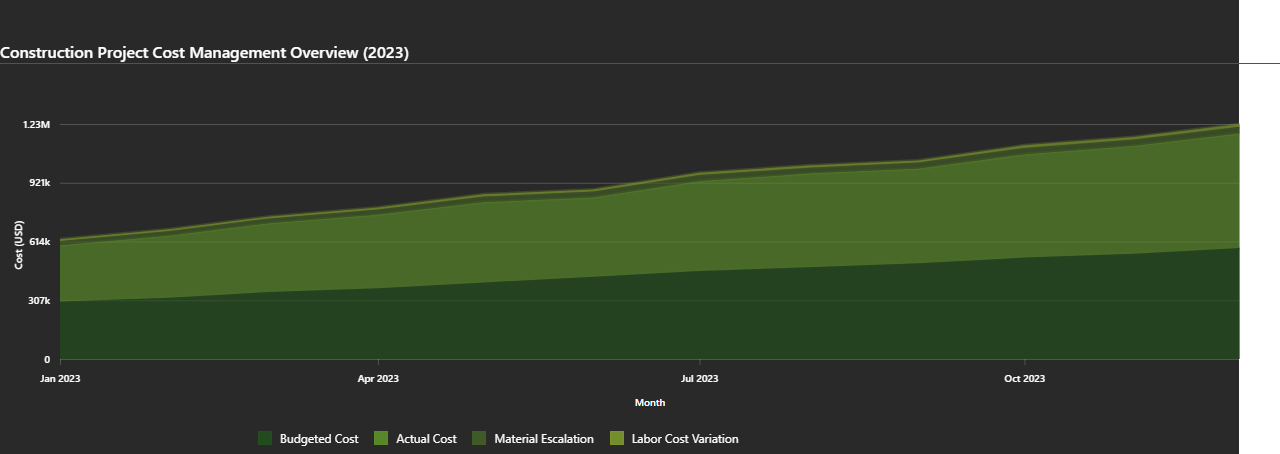 Construction Project Cost Management Overview (2023)
1.23M
921k
614k
307k
0
Cost (USD)
Jan 2023 Apr 2023 Jul 2023 Oct 2023
Month
Budgeted Cost Actual Cost Material Escalation Labor Cost Variation